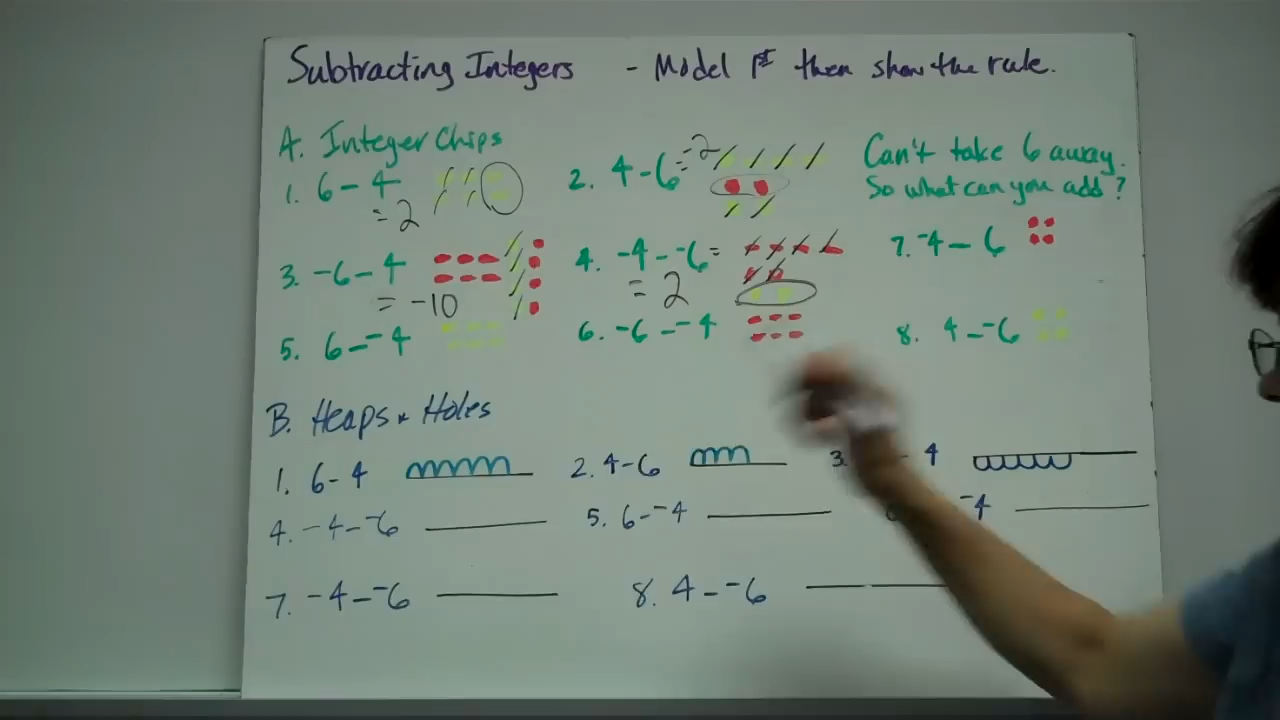 Subtracting Integers - Model 1st then show the rule.
A. Integer Chips
1. 6 - 4 = 2
2. 4 - 6 = -2
Can't take 6 away. So what can you add?
3. -6 - 4 = -10
4. -4 - -6 = = 2
7. -4 - 6
5. 6 - -4
6. -6 - -4
8. 4 - -6
B. Heaps & Holes
1. 6 - 4
2. 4 - 6
3. - 4
4. -4 - -6
5. 6 - -4
-4
7. -4 - -6
8. 4 - -6